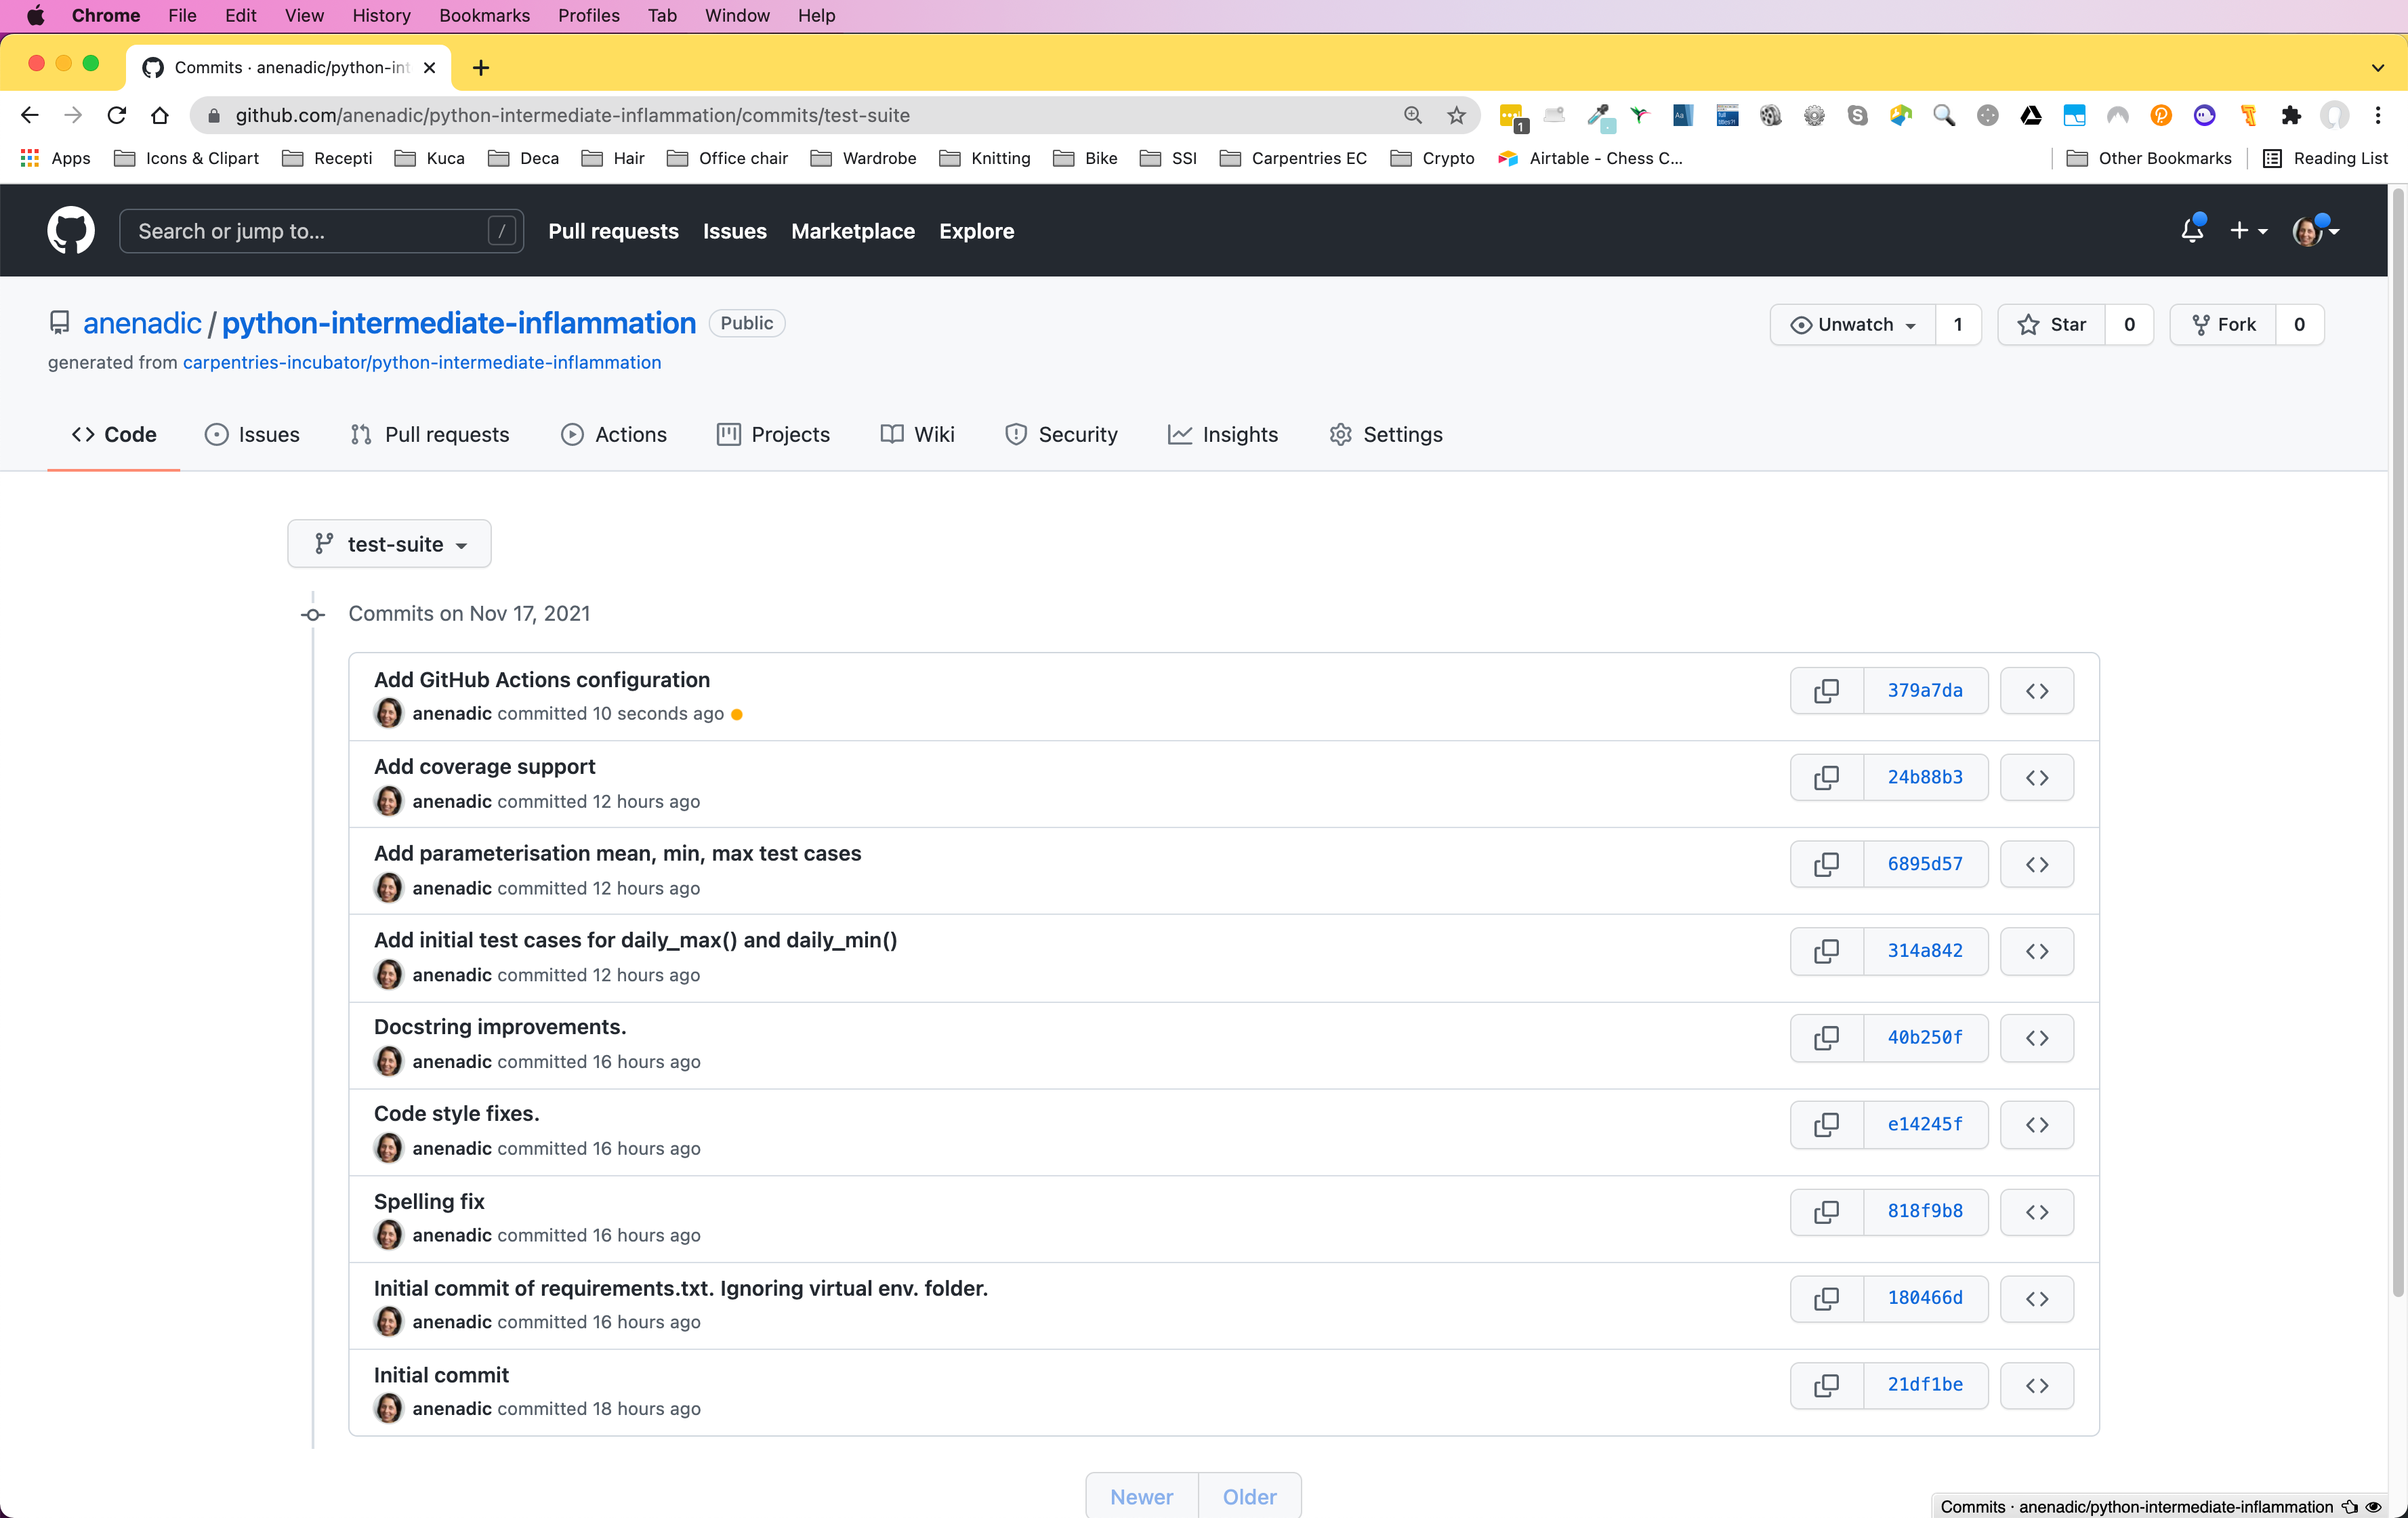 Chrome File Edit View History Bookmarks Profiles Tab Window Help
Commits · anenadic/python-int
github.com/anenadic/python-intermediate-inflammation/commits/test-suite
1
Apps Icons & Clipart Recepti Kuca Deca Hair Office chair Wardrobe Knitting Bike SSI Carpentries EC Crypto Airtable - Chess C... Other Bookmarks Reading List
Search or jump to... / Pull requests Issues Marketplace Explore
anenadic / python-intermediate-inflammation Public Unwatch 1 Star 0 Fork 0
generated from carpentries-incubator/python-intermediate-inflammation
Code Issues Pull requests Actions Projects Wiki Security Insights Settings
test-suite
Commits on Nov 17, 2021
Add GitHub Actions configuration
anenadic committed 10 seconds ago
379a7da
Add coverage support
anenadic committed 12 hours ago
24b88b3
Add parameterisation mean, min, max test cases
anenadic committed 12 hours ago
6895d57
Add initial test cases for daily_max() and daily_min()
anenadic committed 12 hours ago
314a842
Docstring improvements.
anenadic committed 16 hours ago
40b250f
Code style fixes.
anenadic committed 16 hours ago
e14245f
Spelling fix
anenadic committed 16 hours ago
818f9b8
Initial commit of requirements.txt. Ignoring virtual env. folder.
anenadic committed 16 hours ago
180466d
Initial commit
anenadic committed 18 hours ago
21df1be
Newer Older
Commits · anenadic/python-intermediate-inflammation